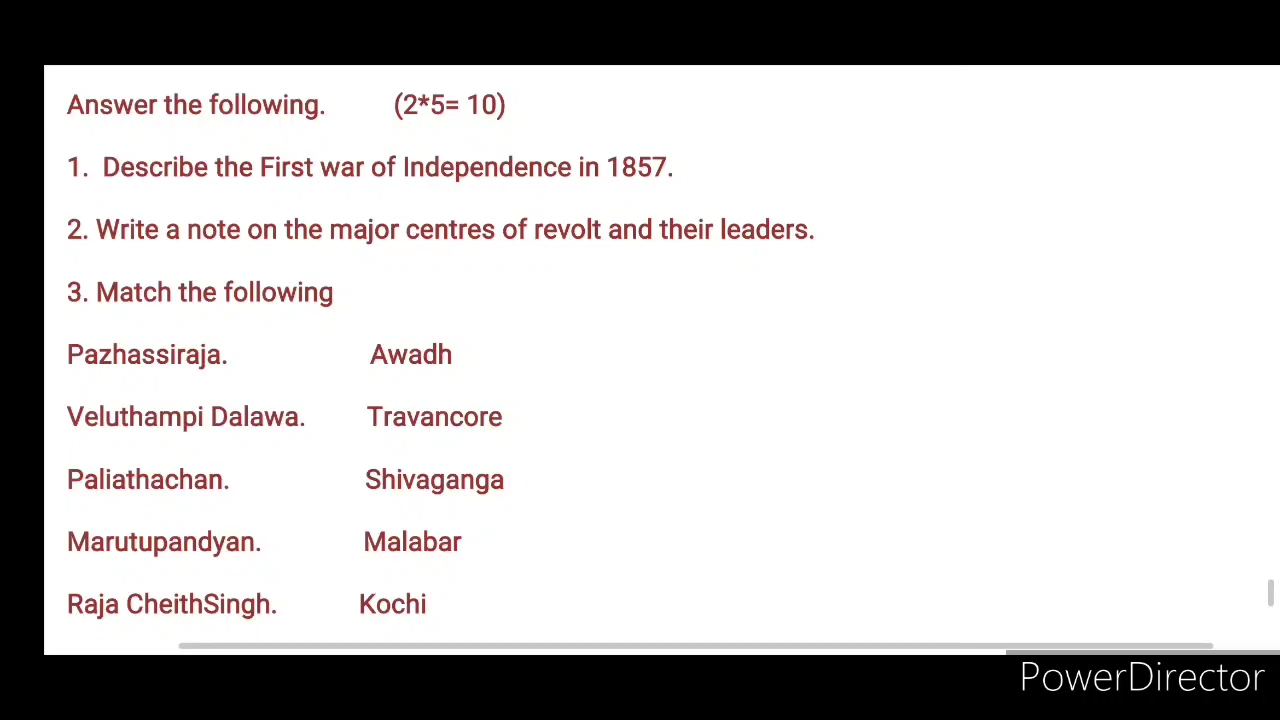 Answer the following. (2*5= 10)
1. Describe the First war of Independence in 1857.
2. Write a note on the major centres of revolt and their leaders.
3. Match the following
Pazhassiraja. Awadh
Veluthampi Dalawa. Travancore
Paliathachan. Shivaganga
Marutupandyan. Malabar
Raja CheithSingh. Kochi
PowerDirector